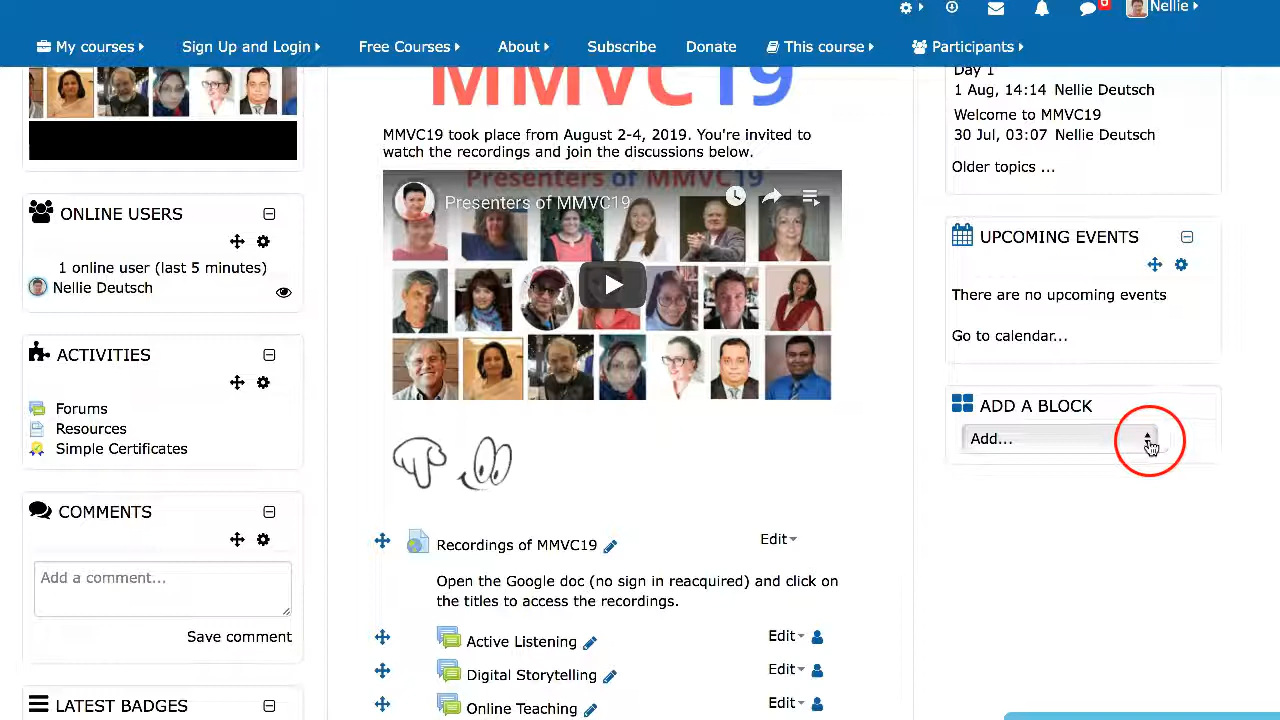 Nellie
My courses
Sign Up and Login
Free Courses
About
Subscribe
Donate
This course
Participants
ONLINE USERS
1 online user (last 5 minutes)
Nellie Deutsch
ACTIVITIES
Forums
Resources
Simple Certificates
COMMENTS
Add a comment...
Save comment
LATEST BADGES
MMVC19
MMVC19 took place from August 2-4, 2019. You're invited to
watch the recordings and join the discussions below.
Presenters of MMVC19
Presenters of MMVC19
Recordings of MMVC19
Edit
Open the Google doc (no sign in reacquired) and click on
the titles to access the recordings.
Active Listening
Edit
Digital Storytelling
Edit
Online Teaching
Edit
Day 1
1 Aug, 14:14 Nellie Deutsch
Welcome to MMVC19
30 Jul, 03:07 Nellie Deutsch
Older topics ...
UPCOMING EVENTS
There are no upcoming events
Go to calendar...
ADD A BLOCK
Add...